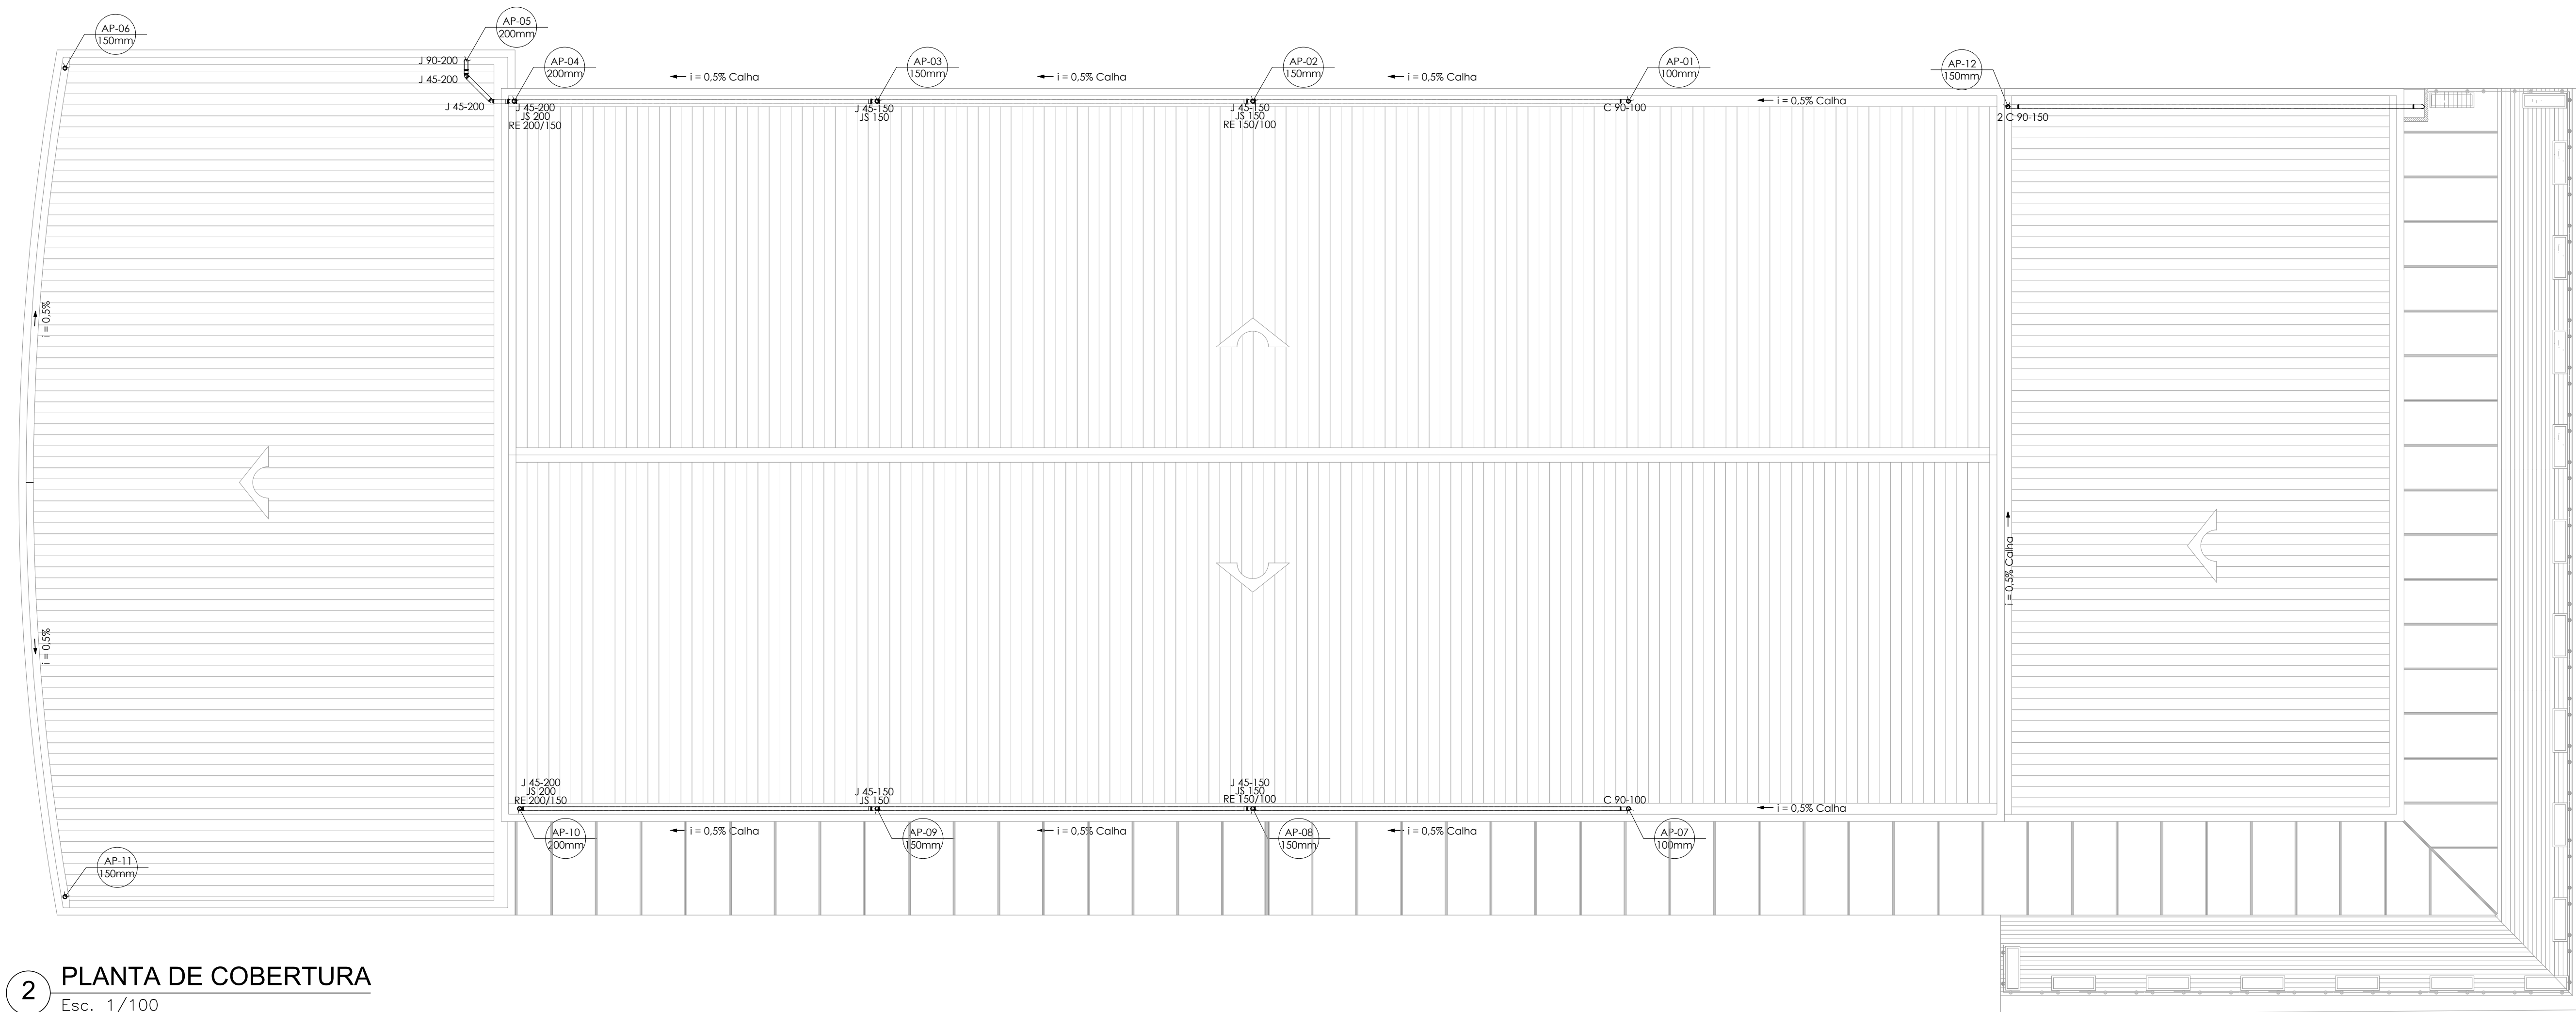 AP-06
150mm
AP-05
200mm
J 90-200
J 45-200
J 45-200
AP-04
200mm
J 45-200
JS 200
RE 200/150
i = 0,5% Calha
AP-03
150mm
J 45-150
JS 150
i = 0,5% Calha
AP-02
150mm
J 45-150
JS 150
RE 150/100
i = 0,5% Calha
AP-01
100mm
C 90-100
i = 0,5% Calha
AP-12
150mm
2 C 90-150
i = 0,5%
i = 0,5%
i = 0,5% Calha
J 45-200
JS 200
RE 200/150
J 45-150
JS 150
J 45-150
JS 150
RE 150/100
C 90-100
i = 0,5% Calha
AP-10
200mm
i = 0,5% Calha
AP-09
150mm
i = 0,5% Calha
AP-08
150mm
i = 0,5% Calha
AP-07
100mm
AP-11
150mm
2
PLANTA DE COBERTURA
Esc. 1/100